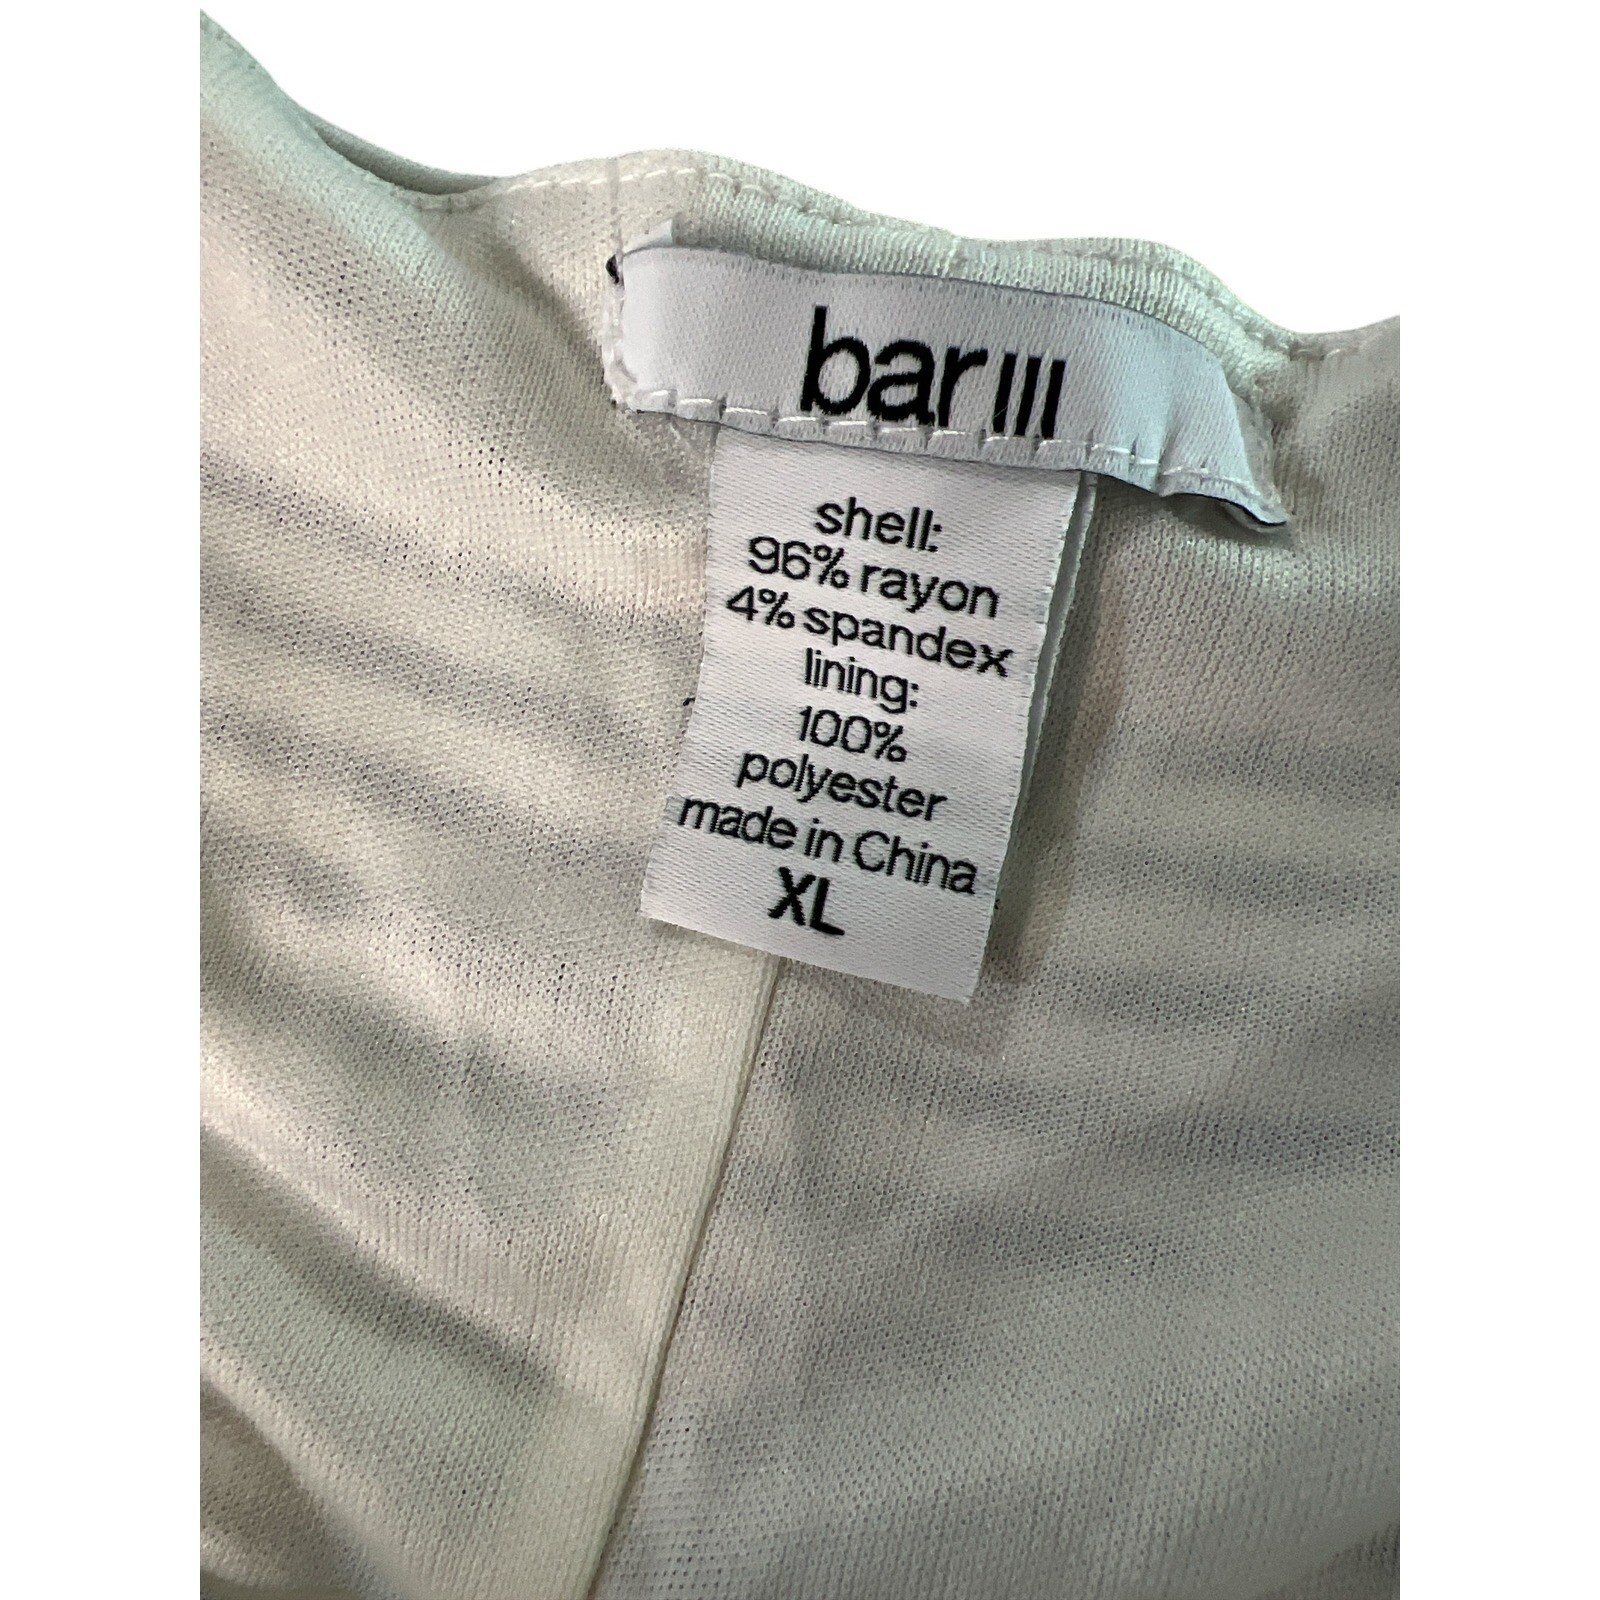 bar III
shell:
96% rayon
4% spandex
lining:
100%
polyester
made in China
XL